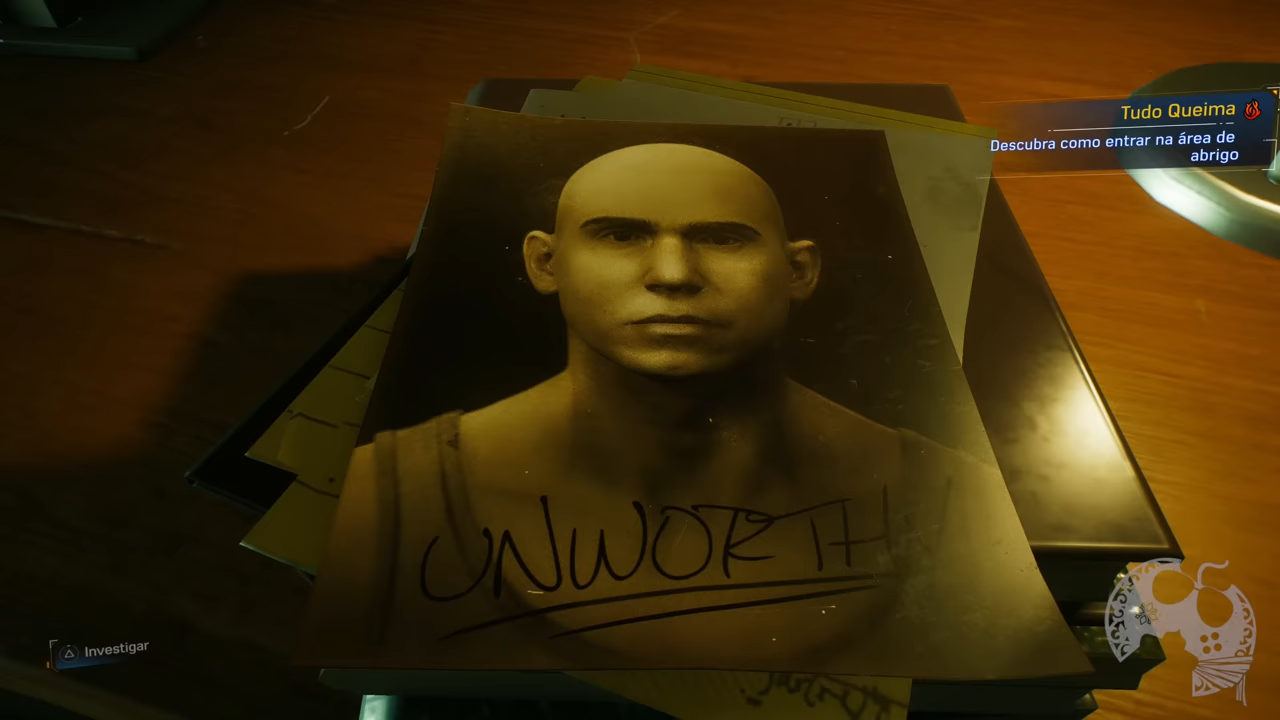 Tudo Queima
Descubra como entrar na área de
abrigo
UNWORTH
Investigar